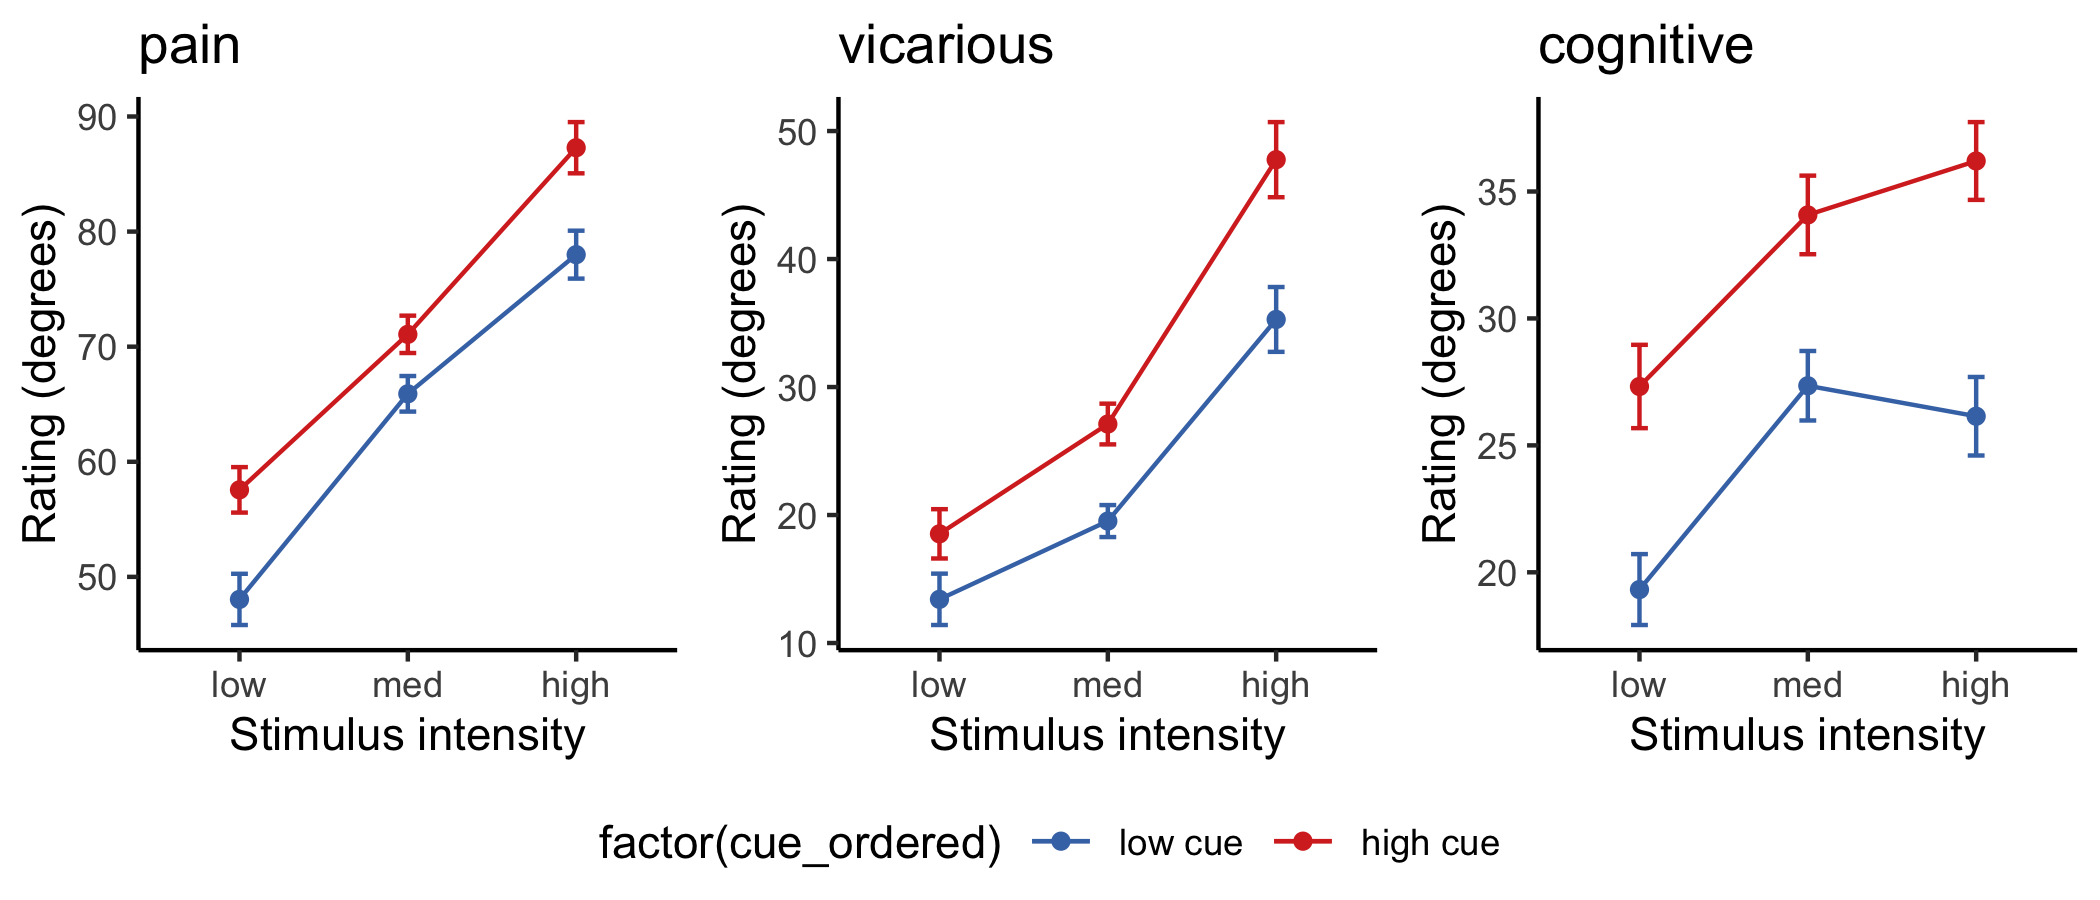 pain
vicarious
cognitive
Rating (degrees)
90
80
70
60
50
low
med
high
Stimulus intensity
Rating (degrees)
50
40
30
20
10
low
med
high
Stimulus intensity
Rating (degrees)
35
30
25
20
low
med
high
Stimulus intensity
factor(cue_ordered) low cue high cue